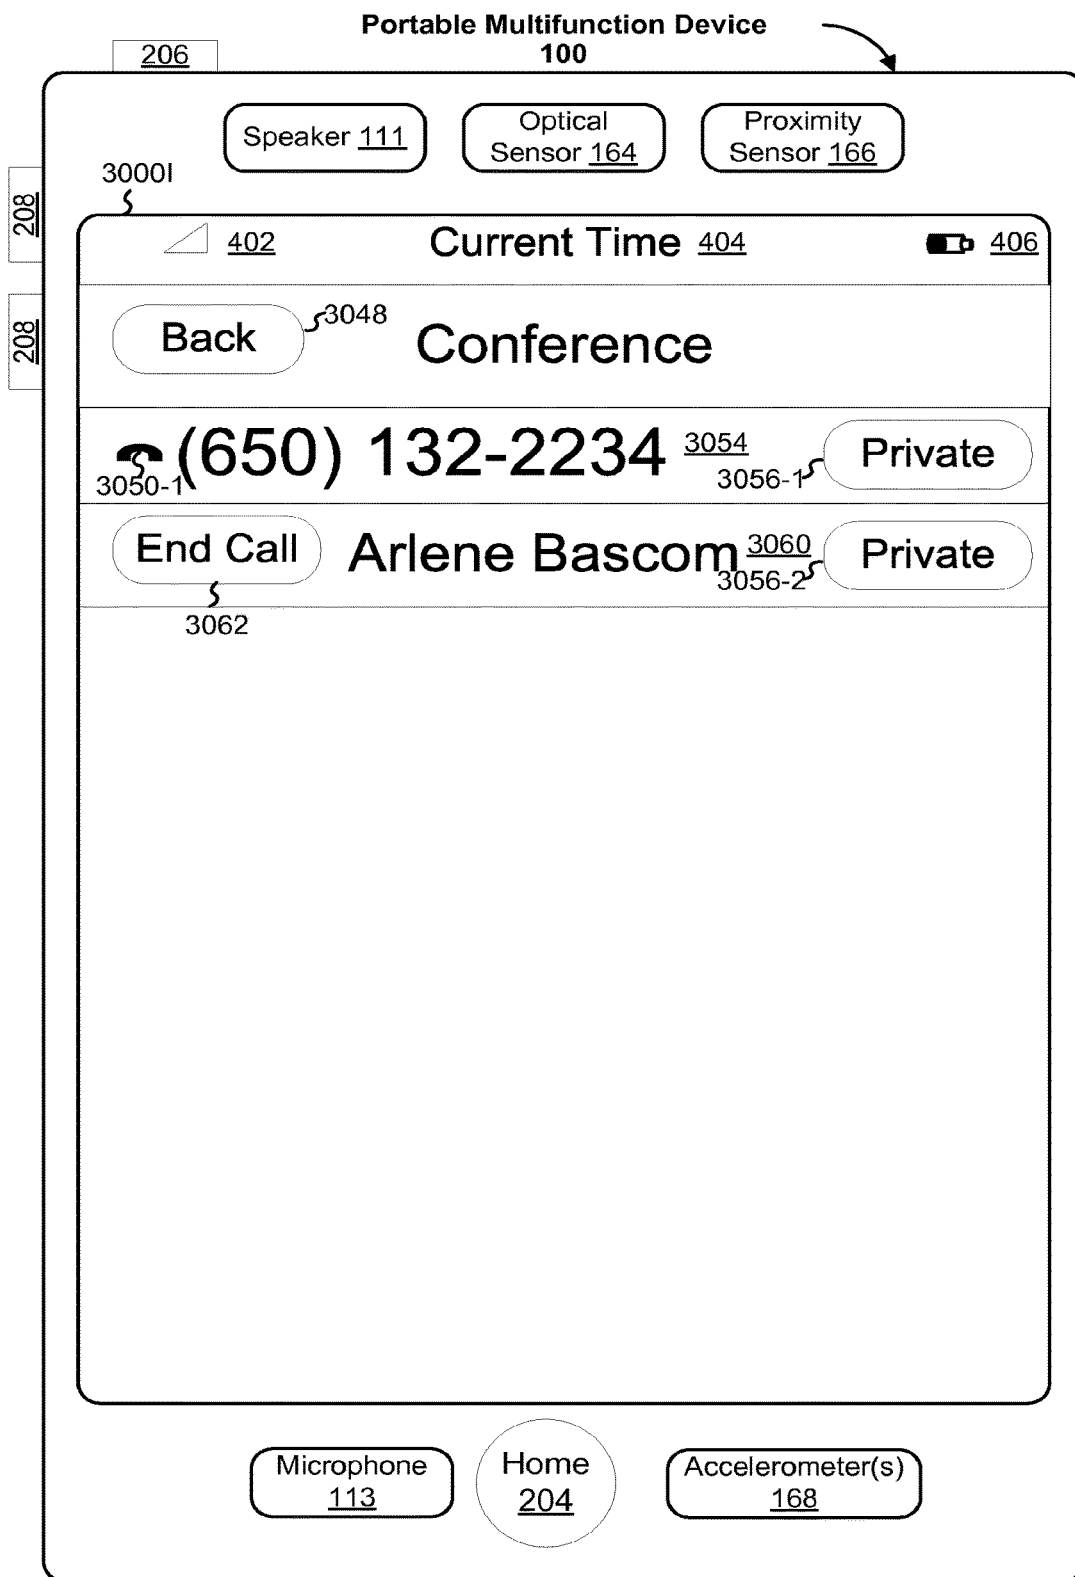 Portable Multifunction Device
100
206
Speaker 111
Optical
Sensor 164
Proximity
Sensor 166
3000I
208
402
Current Time 404
406
208
Back
3048
Conference
(650) 132-2234 3054
Private
3050-1
3056-1
End Call
Arlene Bascom 3060
Private
3056-2
3062
Microphone
113
Home
204
Accelerometer(s)
168